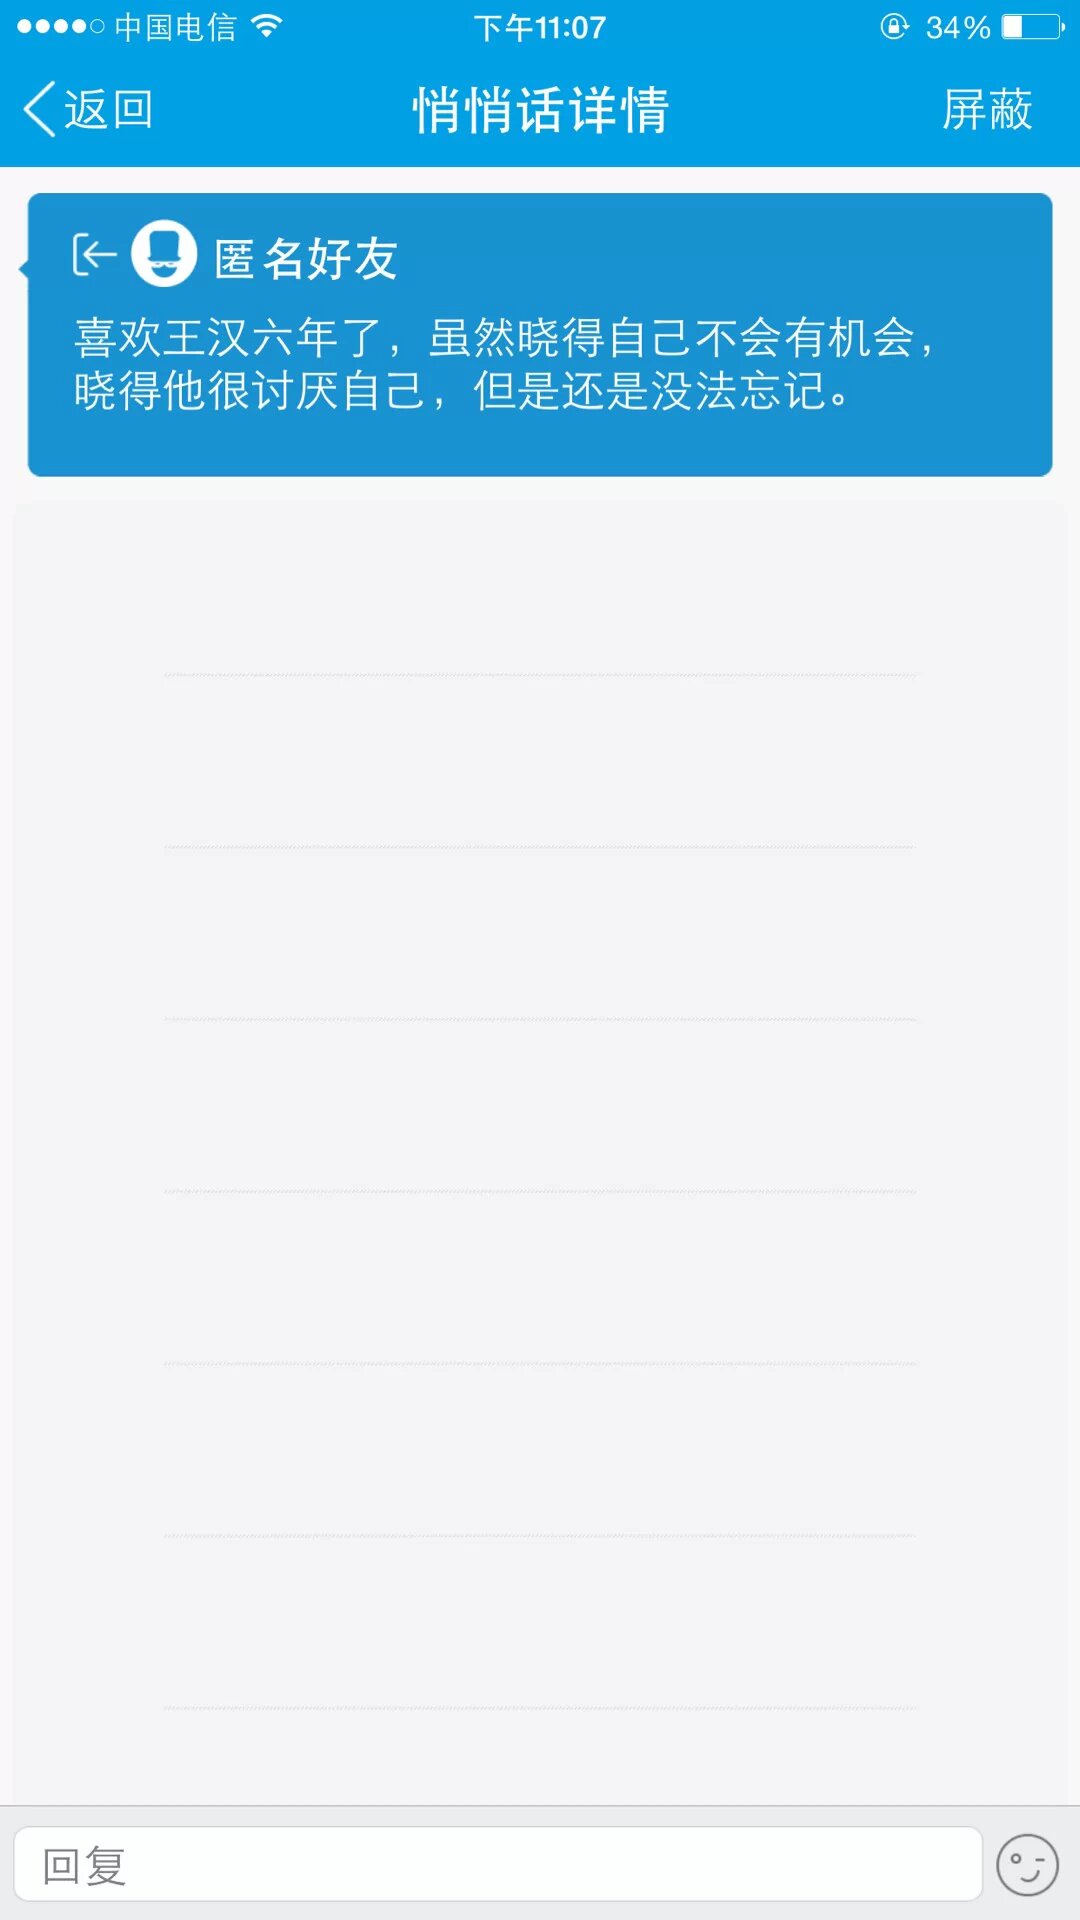 中国电信 下午11:07 34%
返回 悄悄话详情 屏蔽
匿名好友
喜欢王汉六年了，虽然晓得自己不会有机会，
晓得他很讨厌自己，但是还是没法忘记。
回复